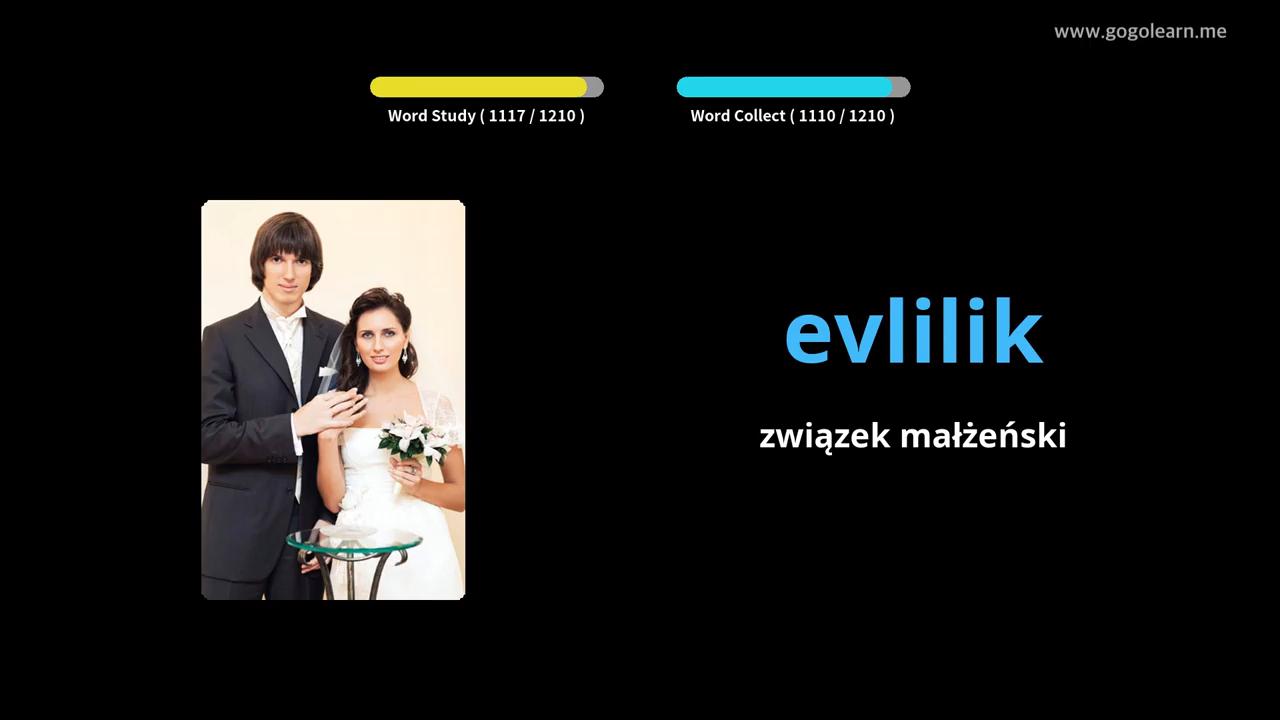 www.gogolearn.me
Word Study ( 1117 / 1210 )
Word Collect ( 1110 / 1210 )
evlilik
związek małżeński